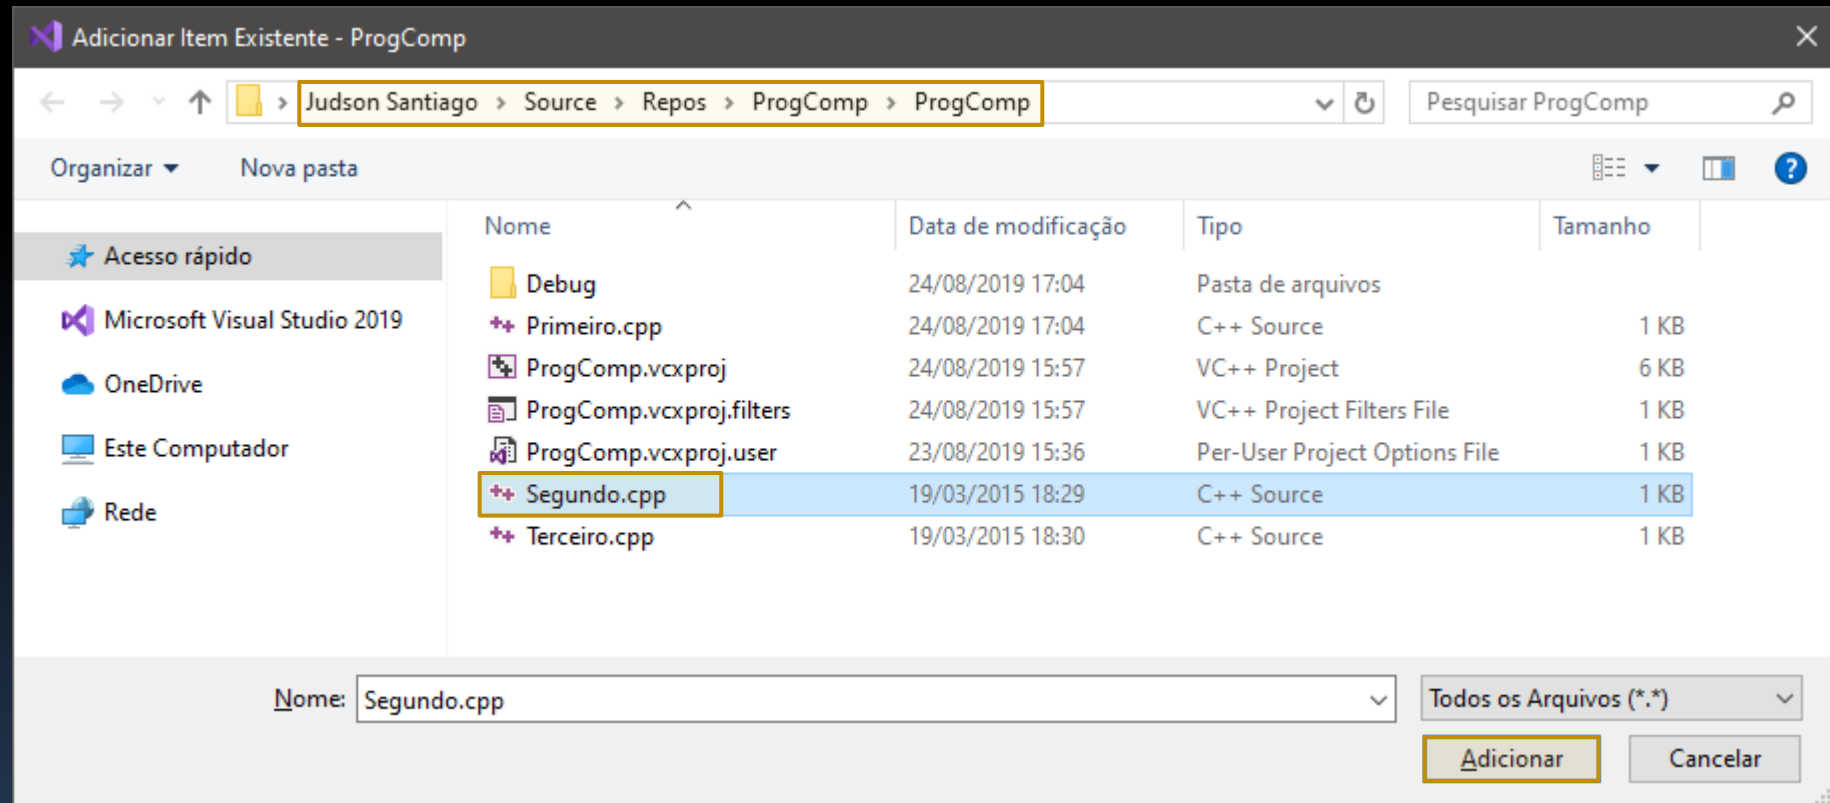 Adicionar Item Existente - ProgComp
Judson Santiago > Source > Repos > ProgComp > ProgComp
Pesquisar ProgComp
Organizar
Nova pasta
Acesso rápido
Microsoft Visual Studio 2019
OneDrive
Este Computador
Rede
Nome Data de modificação Tipo Tamanho
Debug 24/08/2019 17:04 Pasta de arquivos
Primeiro.cpp 24/08/2019 17:04 C++ Source 1 KB
ProgComp.vcxproj 24/08/2019 15:57 VC++ Project 6 KB
ProgComp.vcxproj.filters 24/08/2019 15:57 VC++ Project Filters File 1 KB
ProgComp.vcxproj.user 23/08/2019 15:36 Per-User Project Options File 1 KB
Segundo.cpp 19/03/2015 18:29 C++ Source 1 KB
Terceiro.cpp 19/03/2015 18:30 C++ Source 1 KB
Nome: Segundo.cpp
Todos os Arquivos (*.*)
Adicionar
Cancelar